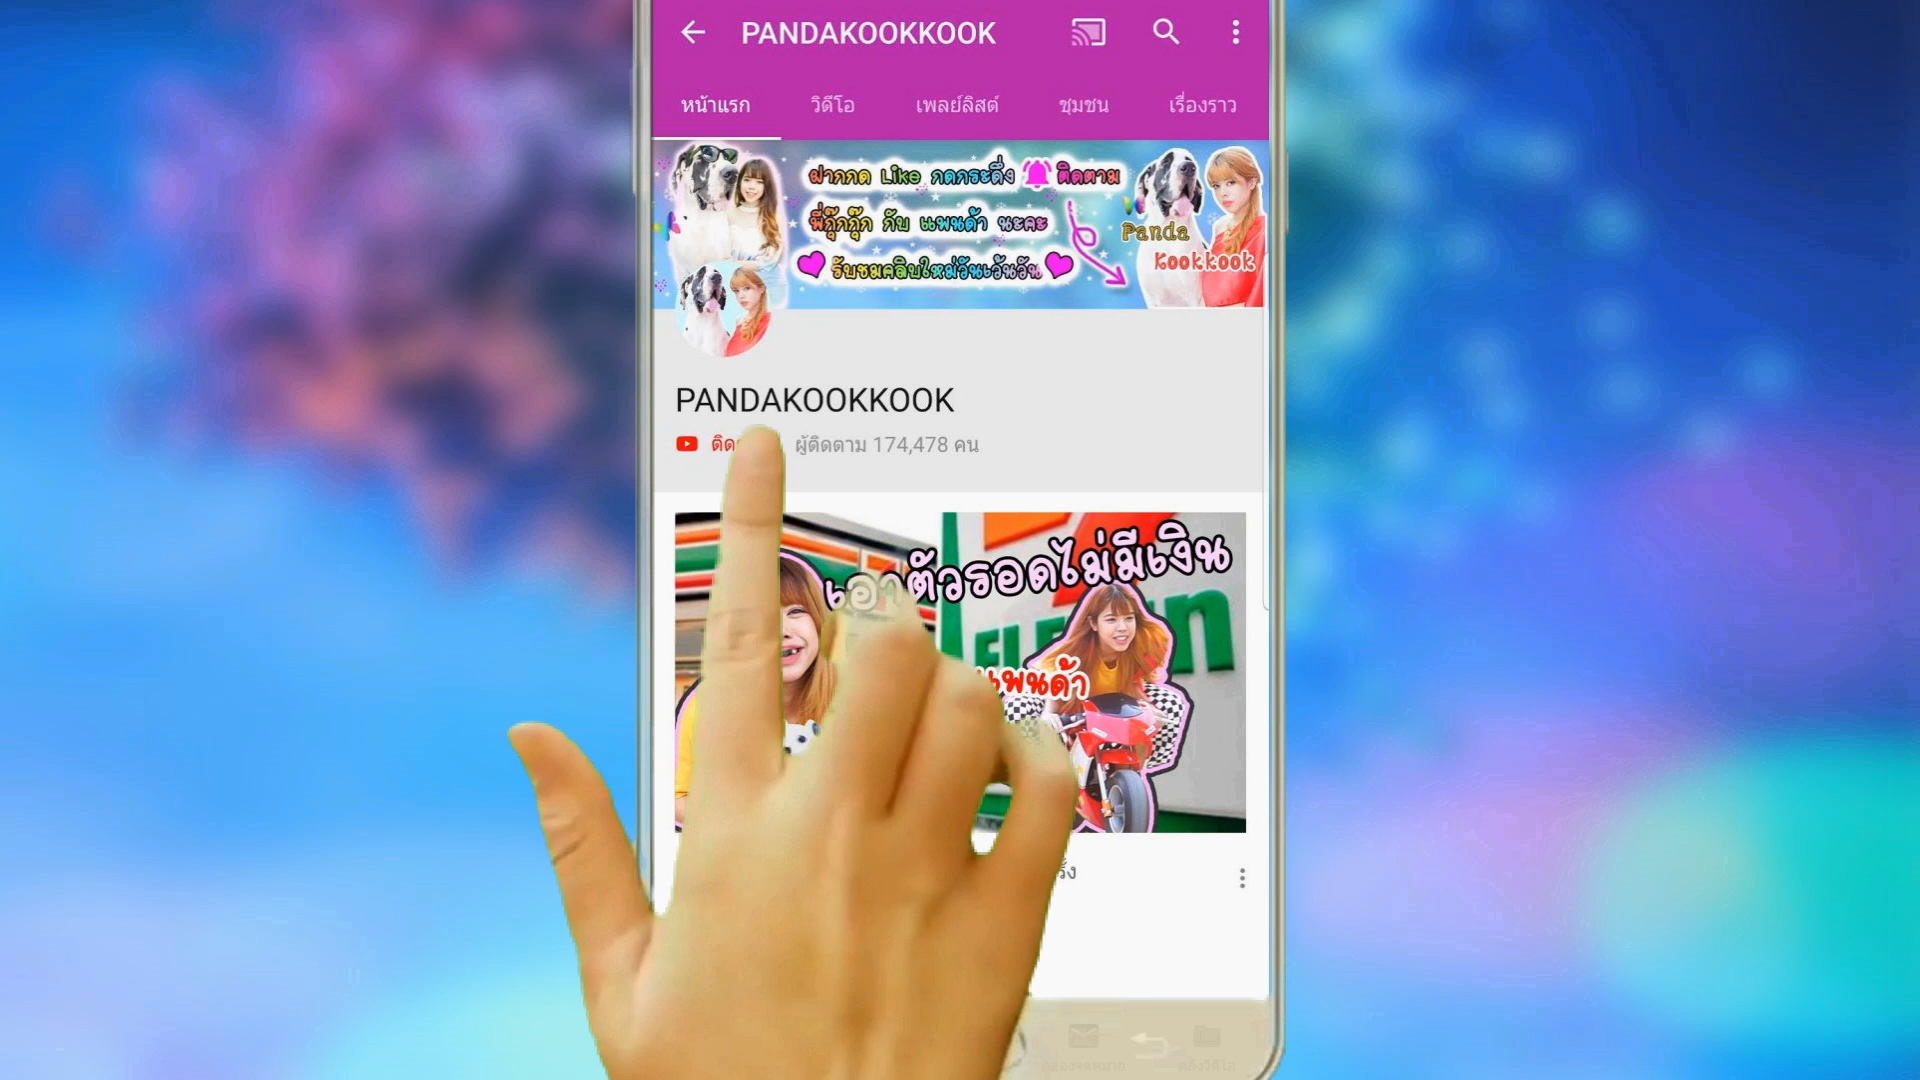 PANDAKOOKKOOK
หน้าแรก วิดีโอ เพลย์ลิสต์ ชุมชน เรื่องราว
ฝากกด Like กดกระดิ่ง ติดตาม
พี่กุ๊กกุ๊ก กับ แพนด้า นะคะ
รับชมคลิปใหม่วันเว้นวัน
Panda
Kookkook
PANDAKOOKKOOK
ผู้ติดตาม 174,478 คน
เอาตัวรอดไม่มีเงิน
แพนด้า